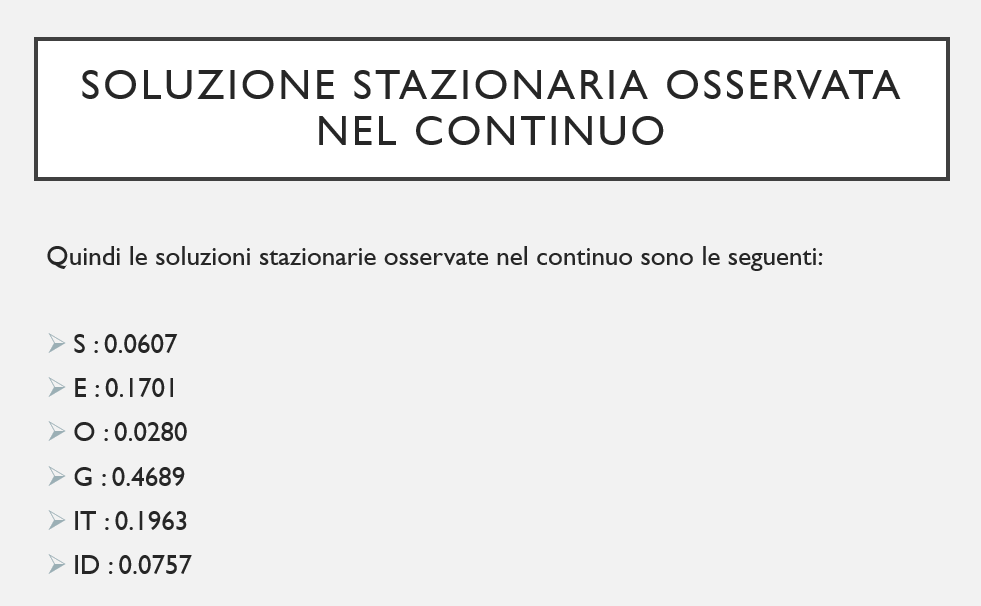 SOLUZIONE STAZIONARIA OSSERVATA
NEL CONTINUO
Quindi le soluzioni stazionarie osservate nel continuo sono le seguenti:
S : 0.0607
E : 0.1701
O : 0.0280
G : 0.4689
IT : 0.1963
ID : 0.0757